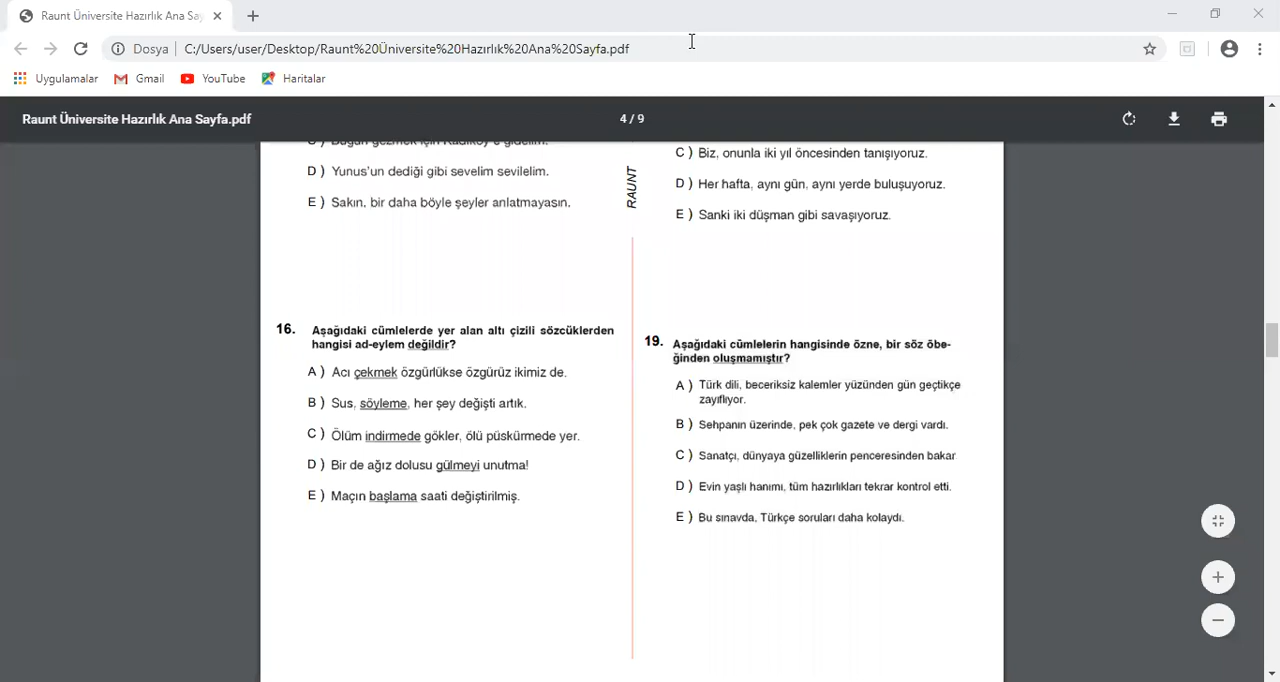 Raunt Üniversite Hazırlık Ana Say
Dosya
C:/Users/user/Desktop/Raunt%20Üniversite%20Hazırlık%20Ana%20Sayfa.pdf
Uygulamalar
Gmail
YouTube
Haritalar
Raunt Üniversite Hazırlık Ana Sayfa.pdf
4 / 9
C ) Bugün gezmek için Kadıköy'e gidelim.
D ) Yunus'un dediği gibi sevelim sevilelim.
E ) Sakın, bir daha böyle şeyler anlatmayasın.
16. Aşağıdaki cümlelerde yer alan altı çizili sözcüklerden
hangisi ad-eylem değildir?
A ) Acı çekmek özgürlükse özgürüz ikimiz de.
B ) Sus, söyleme, her şey değişti artık.
C ) Ölüm indirmede gökler, ölü püskürmede yer.
D ) Bir de ağız dolusu gülmeyi unutma!
E ) Maçın başlama saati değiştirilmiş.
RAUNT
C ) Biz, onunla iki yıl öncesinden tanışıyoruz.
D ) Her hafta, aynı gün, aynı yerde buluşuyoruz.
E ) Sanki iki düşman gibi savaşıyoruz.
19. Aşağıdaki cümlelerin hangisinde özne, bir söz öbe-
ğinden oluşmamıştır?
A ) Türk dili, beceriksiz kalemler yüzünden gün geçtikçe
zayıflıyor.
B ) Sehpanın üzerinde, pek çok gazete ve dergi vardı.
C ) Sanatçı, dünyaya güzelliklerin penceresinden bakar
D ) Evin yaşlı hanımı, tüm hazırlıkları tekrar kontrol etti.
E ) Bu sınavda, Türkçe soruları daha kolaydı.